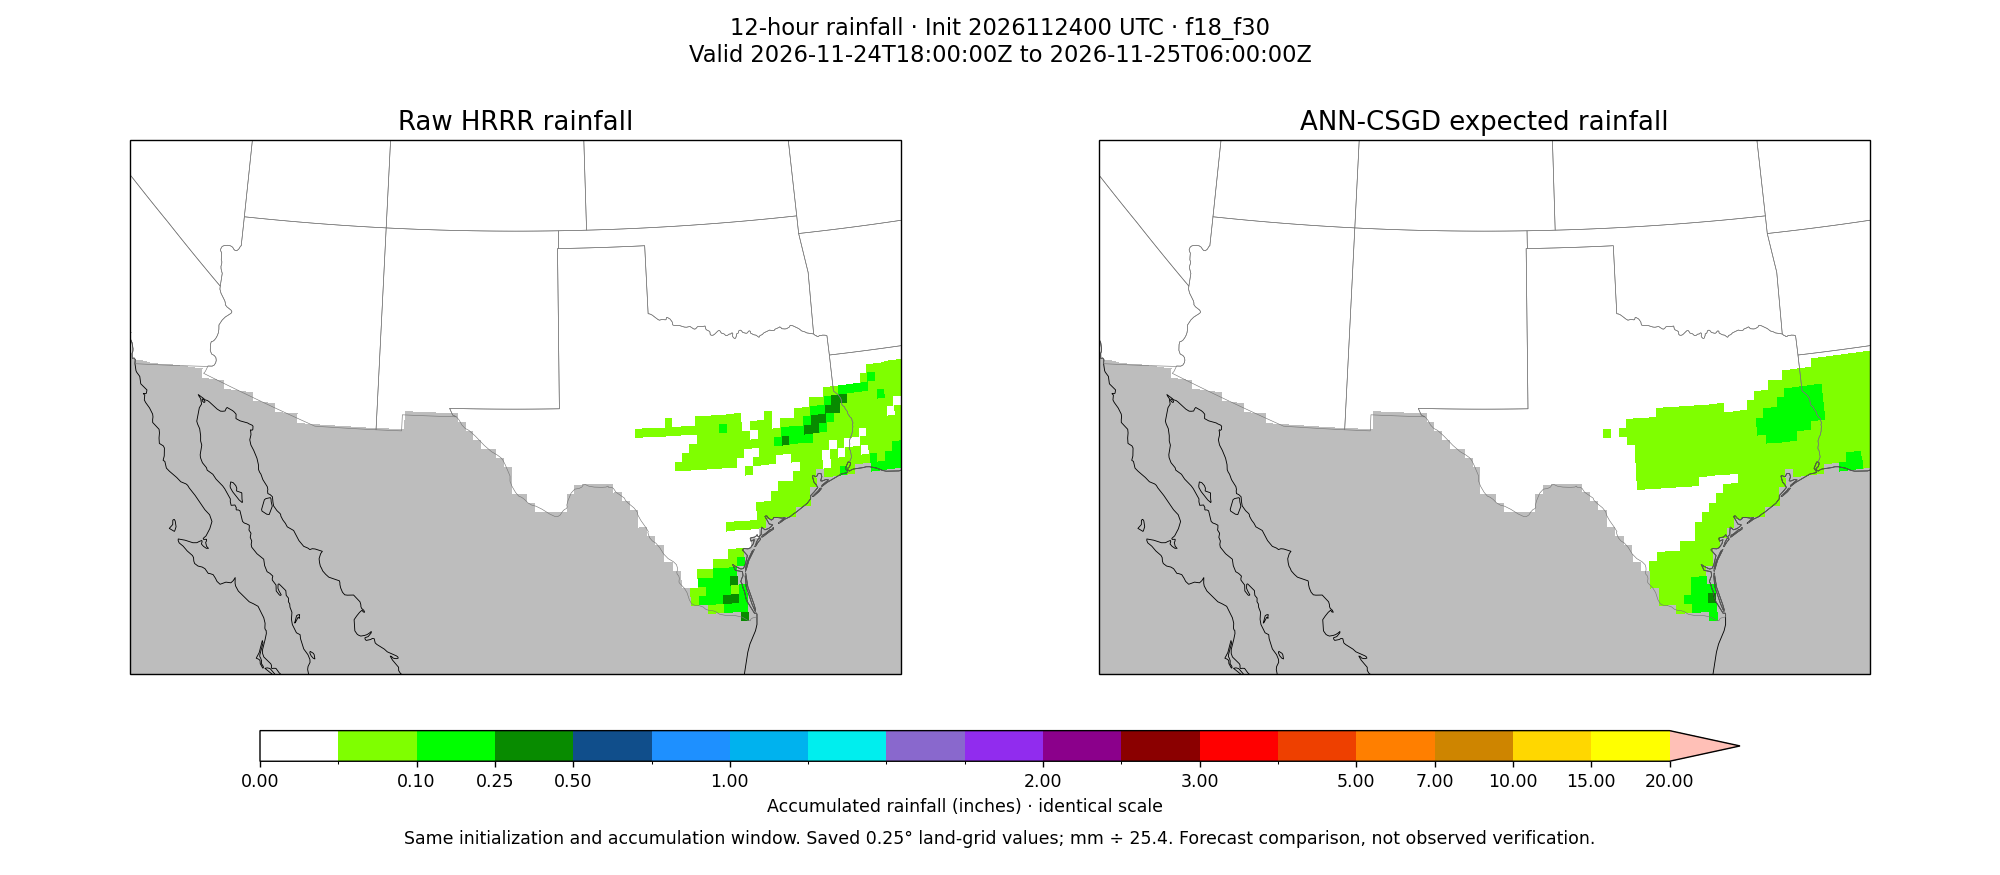 12-hour rainfall · Init 2026112400 UTC · f18_f30
Valid 2026-11-24T18:00:00Z to 2026-11-25T06:00:00Z
Raw HRRR rainfall
ANN-CSGD expected rainfall
0.00 0.10 0.25 0.50 1.00 2.00 3.00 5.00 7.00 10.00 15.00 20.00
Accumulated rainfall (inches) · identical scale
Same initialization and accumulation window. Saved 0.25° land-grid values; mm ÷ 25.4. Forecast comparison, not observed verification.